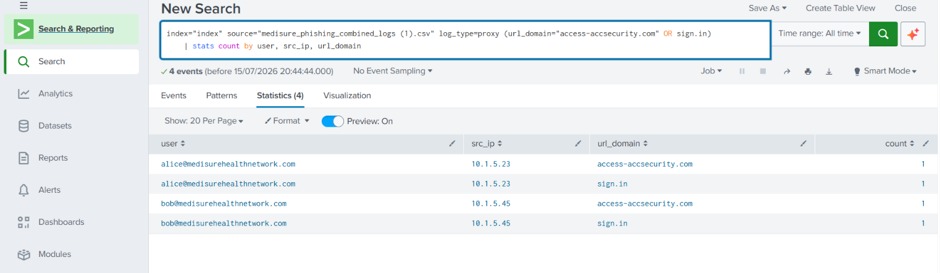 New Search
Save As Create Table View Close
Search & Reporting
index="index" source="medisure_phishing_combined_logs (1).csv" log_type=proxy (url_domain="access-accsecurity.com" OR sign.in)
| stats count by user, src_ip, url_domain
Time range: All time
Search
4 events (before 15/07/2026 20:44:44.000) No Event Sampling Job Smart Mode
Analytics
Events Patterns Statistics (4) Visualization
Datasets
Show: 20 Per Page Format Preview: On
Reports
user src_ip url_domain count
alice@medisurehealthnetwork.com 10.1.5.23 access-accsecurity.com 1
Alerts
alice@medisurehealthnetwork.com 10.1.5.23 sign.in 1
bob@medisurehealthnetwork.com 10.1.5.45 access-accsecurity.com 1
Dashboards
bob@medisurehealthnetwork.com 10.1.5.45 sign.in 1
Modules